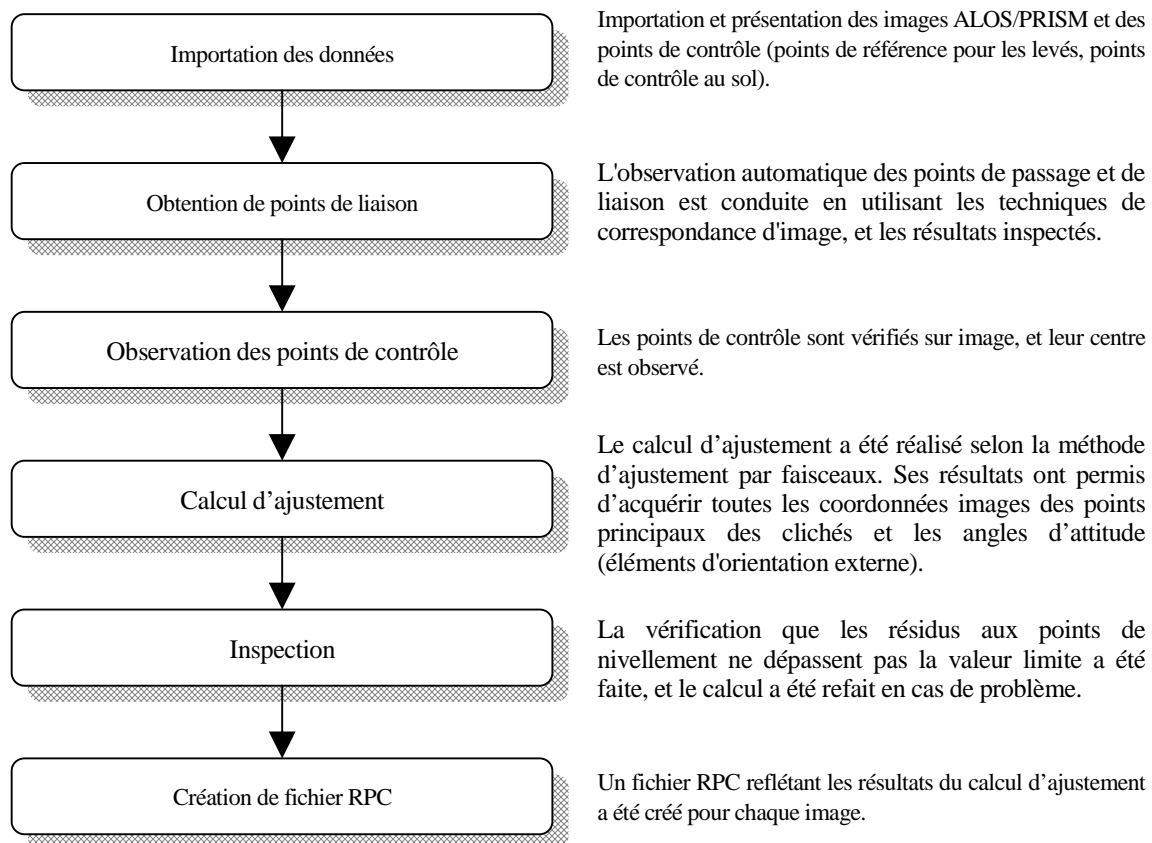 Importation des données
Importation et présentation des images ALOS/PRISM et des
points de contrôle (points de référence pour les levés, points
de contrôle au sol).
Obtention de points de liaison
L'observation automatique des points de passage et de
liaison est conduite en utilisant les techniques de
correspondance d'image, et les résultats inspectés.
Observation des points de contrôle
Les points de contrôle sont vérifiés sur image, et leur centre
est observé.
Calcul d’ajustement
Le calcul d’ajustement a été réalisé selon la méthode
d’ajustement par faisceaux. Ses résultats ont permis
d’acquérir toutes les coordonnées images des points
principaux des clichés et les angles d’attitude
(éléments d'orientation externe).
Inspection
La vérification que les résidus aux points de
nivellement ne dépassent pas la valeur limite a été
faite, et le calcul a été refait en cas de problème.
Création de fichier RPC
Un fichier RPC reflétant les résultats du calcul d’ajustement
a été créé pour chaque image.